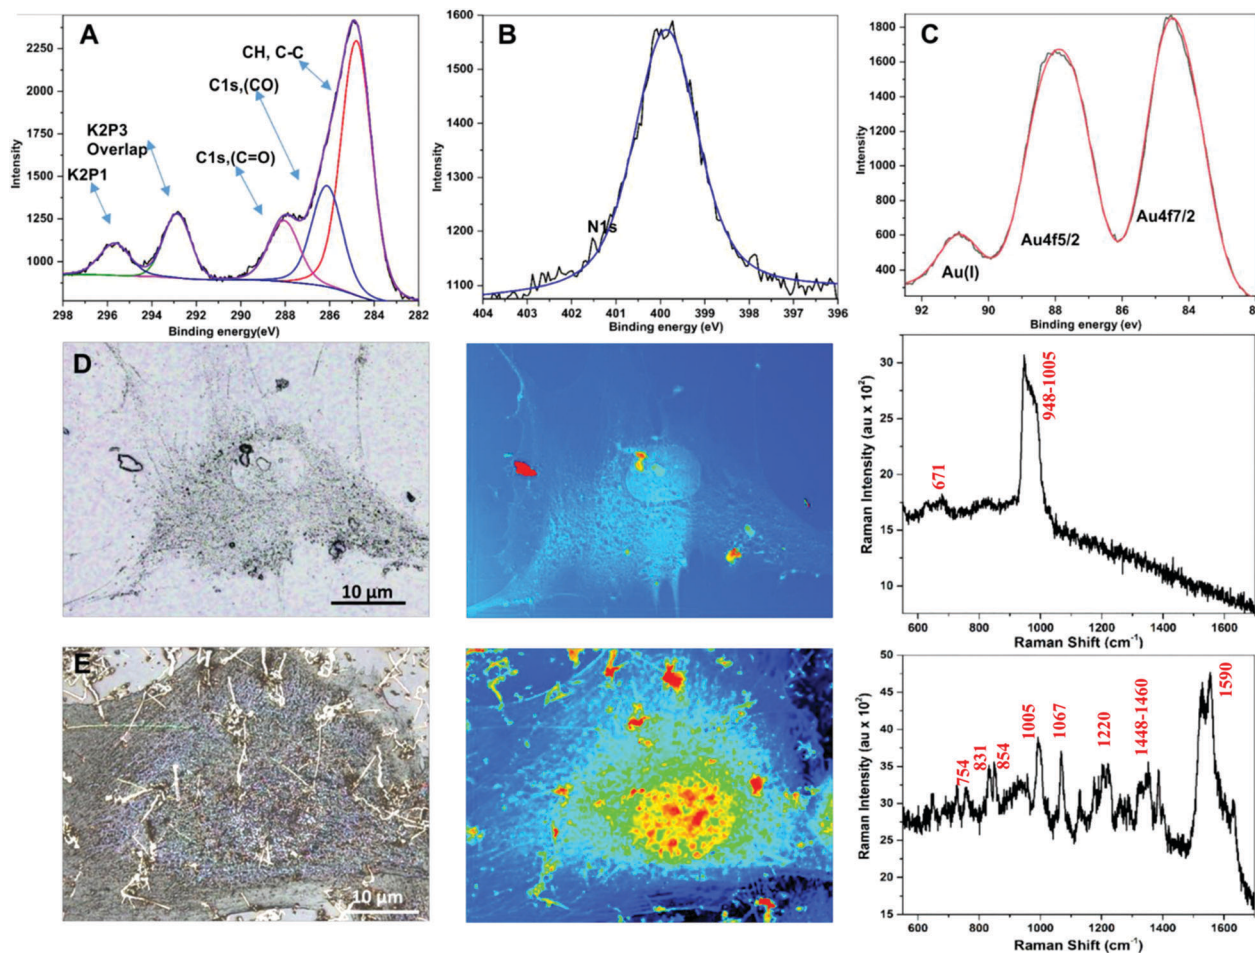 A
2250
2000
1750
1500
1250
1000
Intensity
CH, C-C
C1s,(CO)
K2P3
Overlap
C1s,(C=O)
K2P1
298 296 294 292 290 288 286 284 282
Binding energy(eV)
B
1600
1500
1400
1300
1200
1100
Intensity
N1s
404 403 402 401 400 399 398 397 396
Binding energy (eV)
C
1800
1600
1400
1200
1000
800
600
400
Intensity
Au4f7/2
Au4f5/2
Au(I)
92 90 88 86 84
Binding energy (ev)
D
10 µm
30
25
20
15
10
Raman Intensity (au x 10²)
671
948-1005
600 800 1000 1200 1400 1600
Raman Shift (cm⁻¹)
E
10 µm
50
45
40
35
30
25
20
15
Raman Intensity (au x 10²)
754
831
854
1005
1067
1220
1448-1460
1590
600 800 1000 1200 1400 1600
Raman Shift (cm⁻¹)